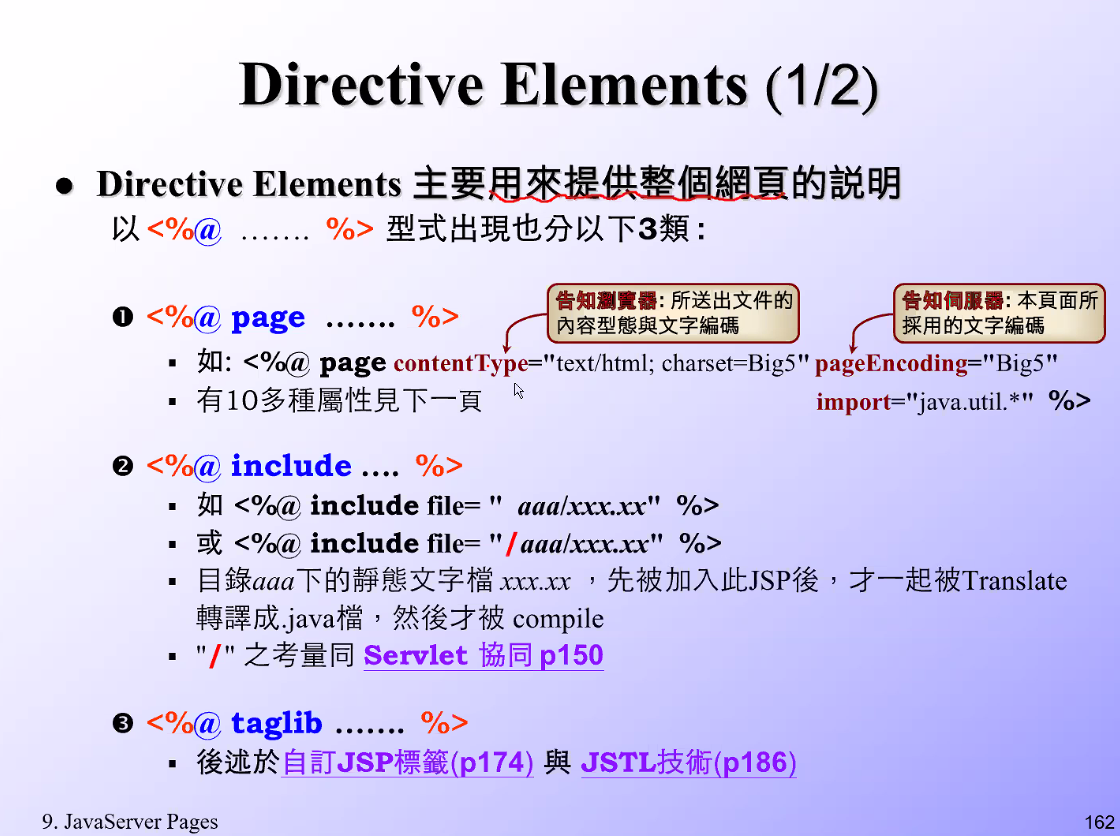 Directive Elements (1/2)
● Directive Elements 主要用來提供整個網頁的説明
以 <%@ ……. %> 型式出現也分以下3類 :
❶ <%@ page ……. %>
告知瀏覽器: 所送出文件的
內容型態與文字編碼
告知伺服器: 本頁面所
採用的文字編碼
▪ 如: <%@ page contentType="text/html; charset=Big5" pageEncoding="Big5"
▪ 有10多種屬性見下一頁
import="java.util.*" %>
❷ <%@ include …. %>
▪ 如 <%@ include file= " aaa/xxx.xx" %>
▪ 或 <%@ include file= "/aaa/xxx.xx" %>
▪ 目錄aaa下的靜態文字檔 xxx.xx ，先被加入此JSP後，才一起被Translate
轉譯成.java檔，然後才被 compile
▪ "/" 之考量同 Servlet 協同 p150
❸ <%@ taglib ……. %>
▪ 後述於自訂JSP標籤(p174) 與 JSTL技術(p186)
9. JavaServer Pages
162